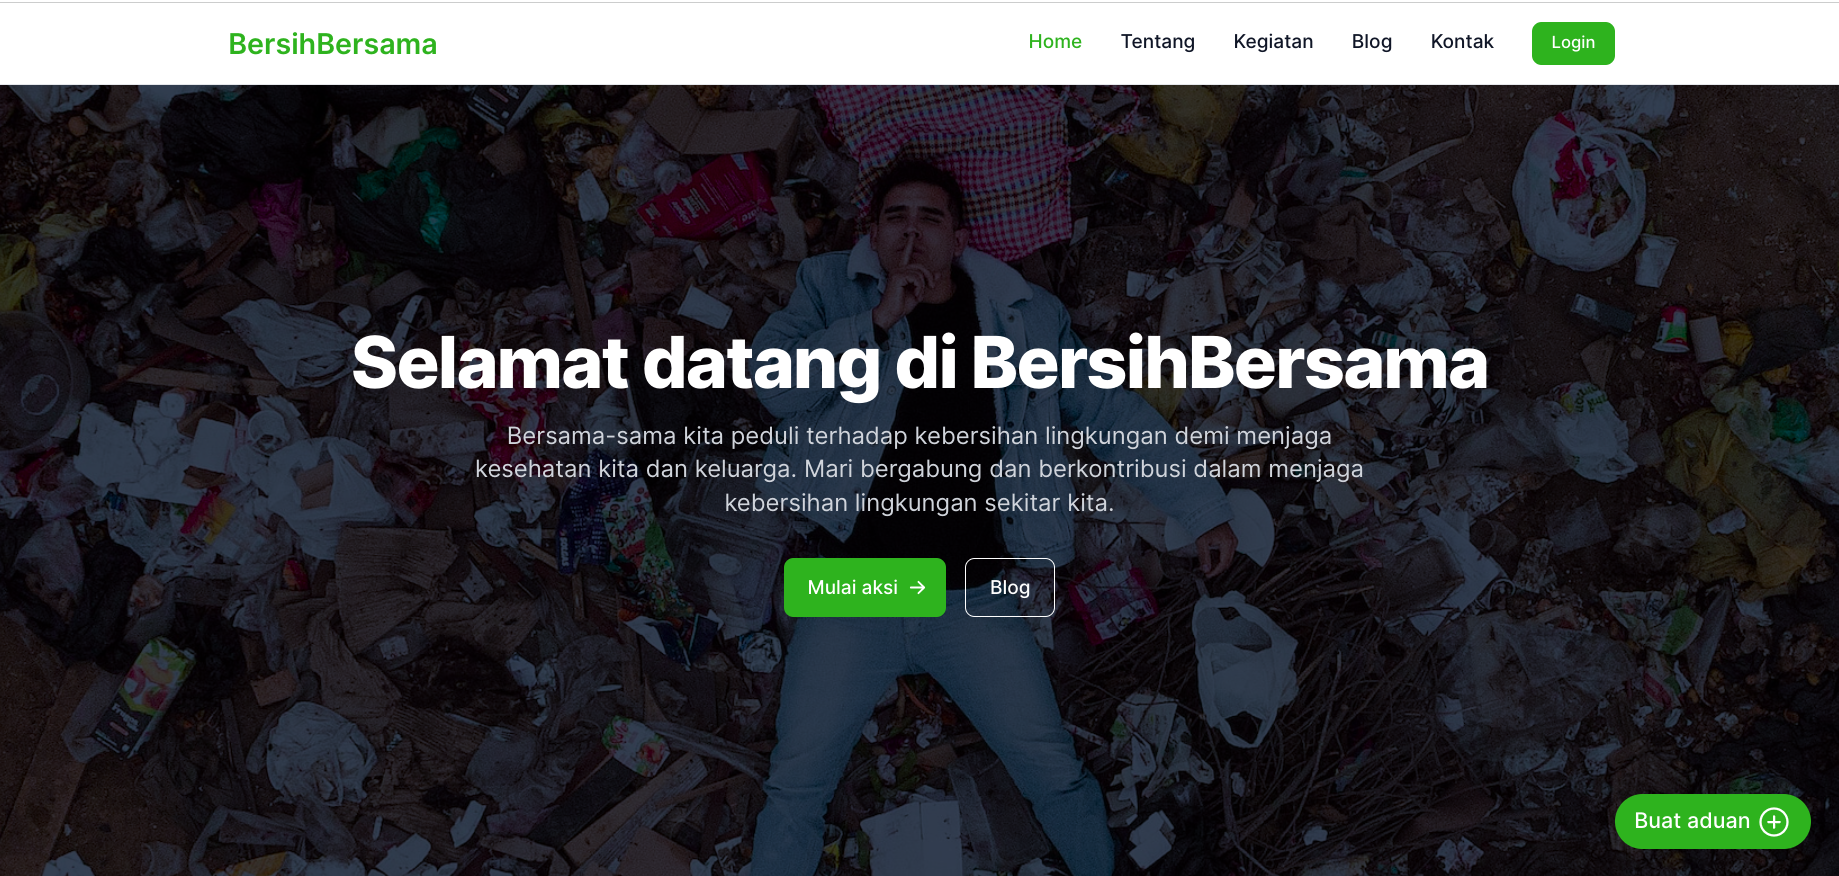 BersihBersama
Home
Tentang
Kegiatan
Blog
Kontak
Login
Selamat datang di BersihBersama
Bersama-sama kita peduli terhadap kebersihan lingkungan demi menjaga
kesehatan kita dan keluarga. Mari bergabung dan berkontribusi dalam menjaga
kebersihan lingkungan sekitar kita.
Mulai aksi →
Blog
Buat aduan